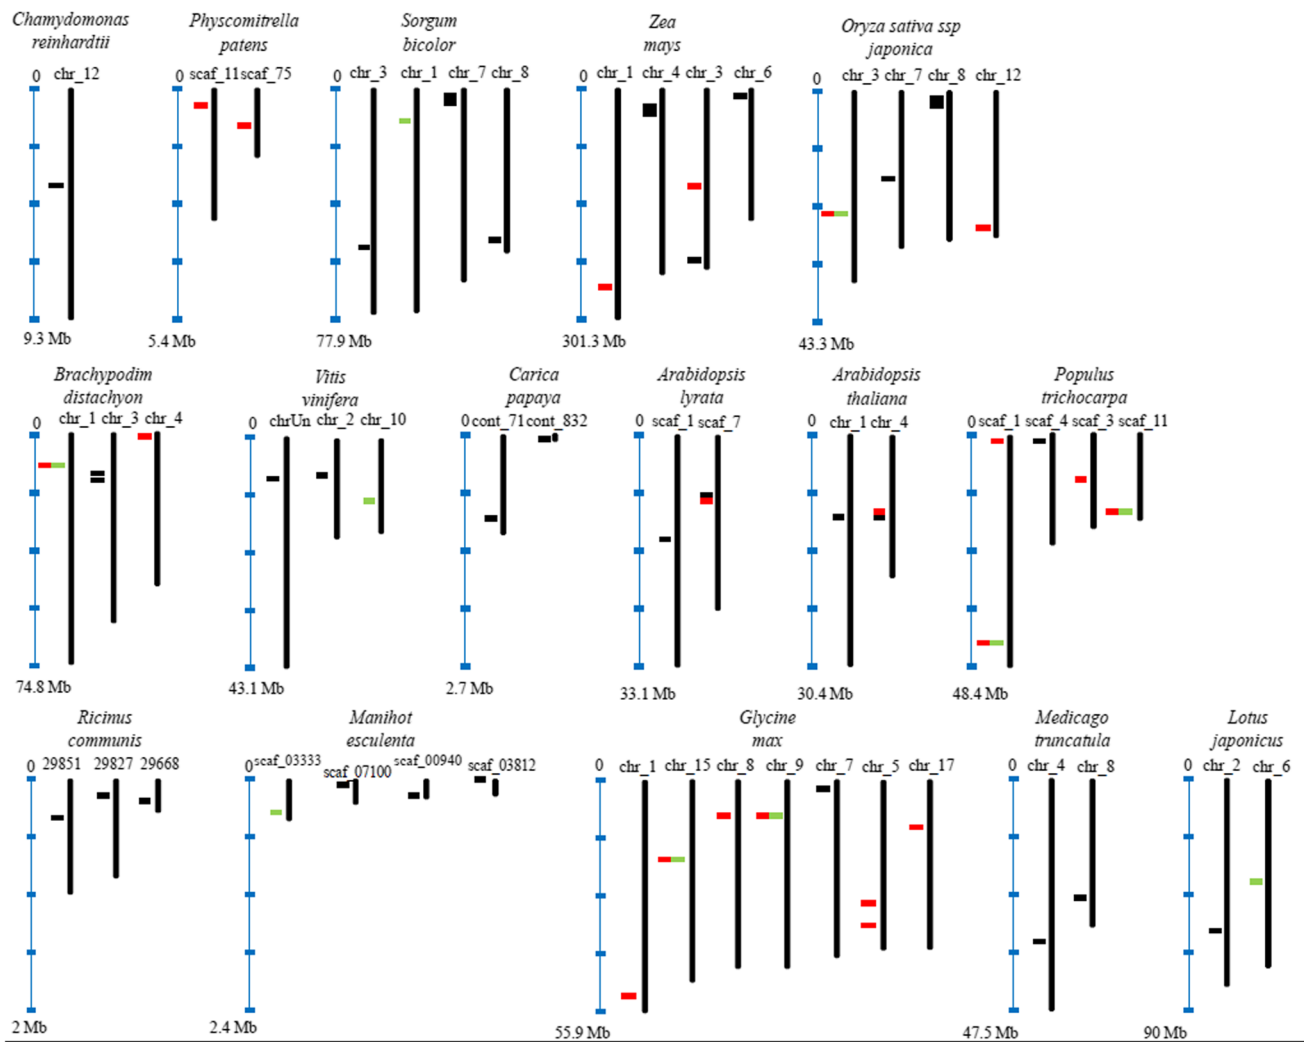 Chamydomonas
reinhardtii
0 chr_12
9.3 Mb
Physcomitrella
patens
0 scaf_11 scaf_75
5.4 Mb
Sorgum
bicolor
0 chr_3 chr_1 chr_7 chr_8
77.9 Mb
Zea
mays
0 chr_1 chr_4 chr_3 chr_6
301.3 Mb
Oryza sativa ssp
japonica
0 chr_3 chr_7 chr_8 chr_12
43.3 Mb
Brachypodim
distachyon
0 chr_1 chr_3 chr_4
74.8 Mb
Vitis
vinifera
0 chrUn chr_2 chr_10
43.1 Mb
Carica
papaya
0 cont_71 cont_832
2.7 Mb
Arabidopsis
lyrata
0 scaf_1 scaf_7
33.1 Mb
Arabidopsis
thaliana
0 chr_1 chr_4
30.4 Mb
Populus
trichocarpa
0 scaf_1 scaf_4 scaf_3 scaf_11
48.4 Mb
Ricimus
communis
0 29851 29827 29668
2 Mb
Manihot
esculenta
0 scaf_03333 scaf_07100 scaf_00940 scaf_03812
2.4 Mb
Glycine
max
0 chr_1 chr_15 chr_8 chr_9 chr_7 chr_5 chr_17
55.9 Mb
Medicago
truncatula
0 chr_4 chr_8
47.5 Mb
Lotus
japonicus
0 chr_2 chr_6
90 Mb